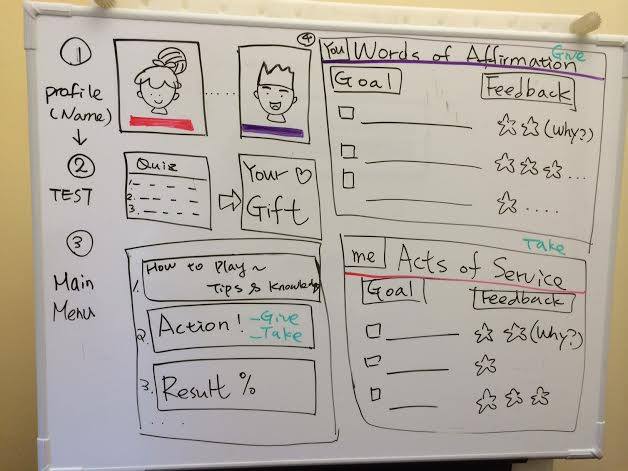 ①
profile
(Name)
↓
②
TEST
③
Main
Menu
Quiz
1.
2.
3.
Your ♡
Gift
1. How to Play~
Tips & Knowledge
2. Action! -Give
-Take
3. Result %
....
④
You Words of Affirmation Give
Goal Feedback
☆☆ (Why?)
☆☆☆...
☆....
Take
me Acts of Service
Goal Feedback
☆☆ (Why?)
☆
☆☆☆